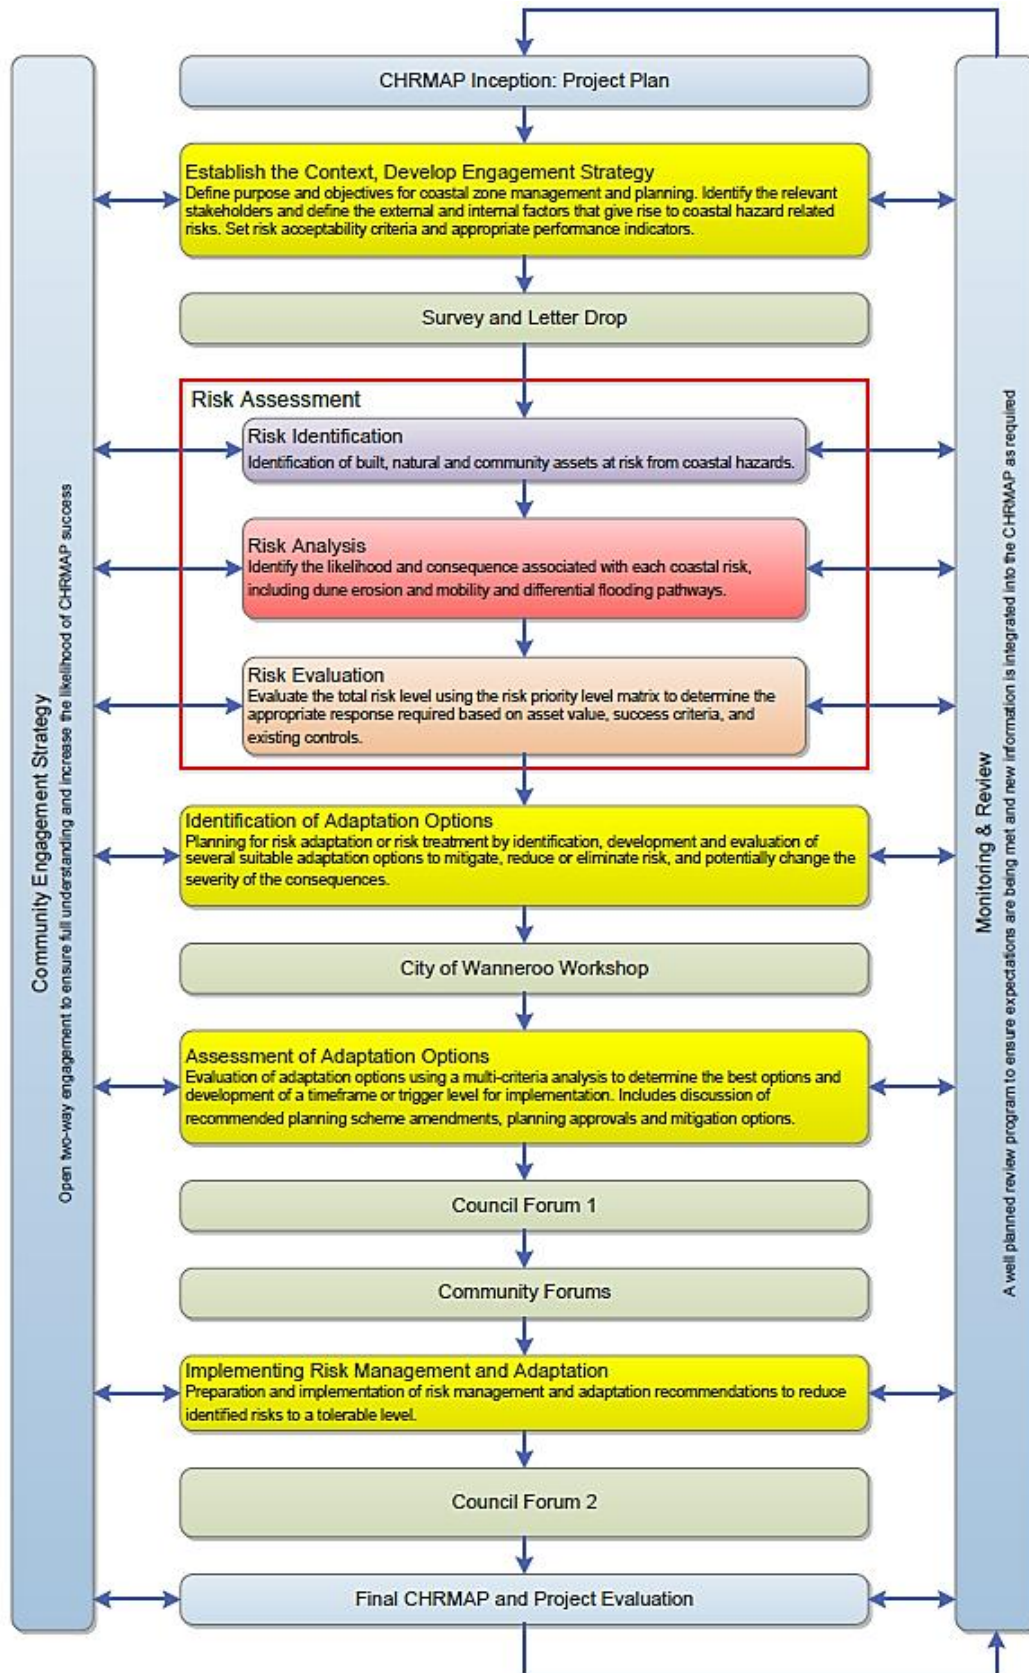 CHRMAP Inception: Project Plan
Establish the Context, Develop Engagement Strategy
Define purpose and objectives for coastal zone management and planning. Identify the relevant
stakeholders and define the external and internal factors that give rise to coastal hazard related
risks. Set risk acceptability criteria and appropriate performance indicators.
Survey and Letter Drop
Risk Assessment
Risk Identification
Identification of built, natural and community assets at risk from coastal hazards.
Risk Analysis
Identify the likelihood and consequence associated with each coastal risk,
including dune erosion and mobility and differential flooding pathways.
Risk Evaluation
Evaluate the total risk level using the risk priority level matrix to determine the
appropriate response required based on asset value, success criteria, and
existing controls.
Identification of Adaptation Options
Planning for risk adaptation or risk treatment by identification, development and evaluation of
several suitable adaptation options to mitigate, reduce or eliminate risk, and potentially change the
severity of the consequences.
City of Wanneroo Workshop
Assessment of Adaptation Options
Evaluation of adaptation options using a multi-criteria analysis to determine the best options and
development of a timeframe or trigger level for implementation. Includes discussion of
recommended planning scheme amendments, planning approvals and mitigation options.
Council Forum 1
Community Forums
Implementing Risk Management and Adaptation
Preparation and implementation of risk management and adaptation recommendations to reduce
identified risks to a tolerable level.
Council Forum 2
Final CHRMAP and Project Evaluation
Community Engagement Strategy
Open two-way engagement to ensure full understanding and increase the likelihood of CHRMAP success
Monitoring & Review
A well planned review program to ensure expectations are being met and new information is integrated into the CHRMAP as required